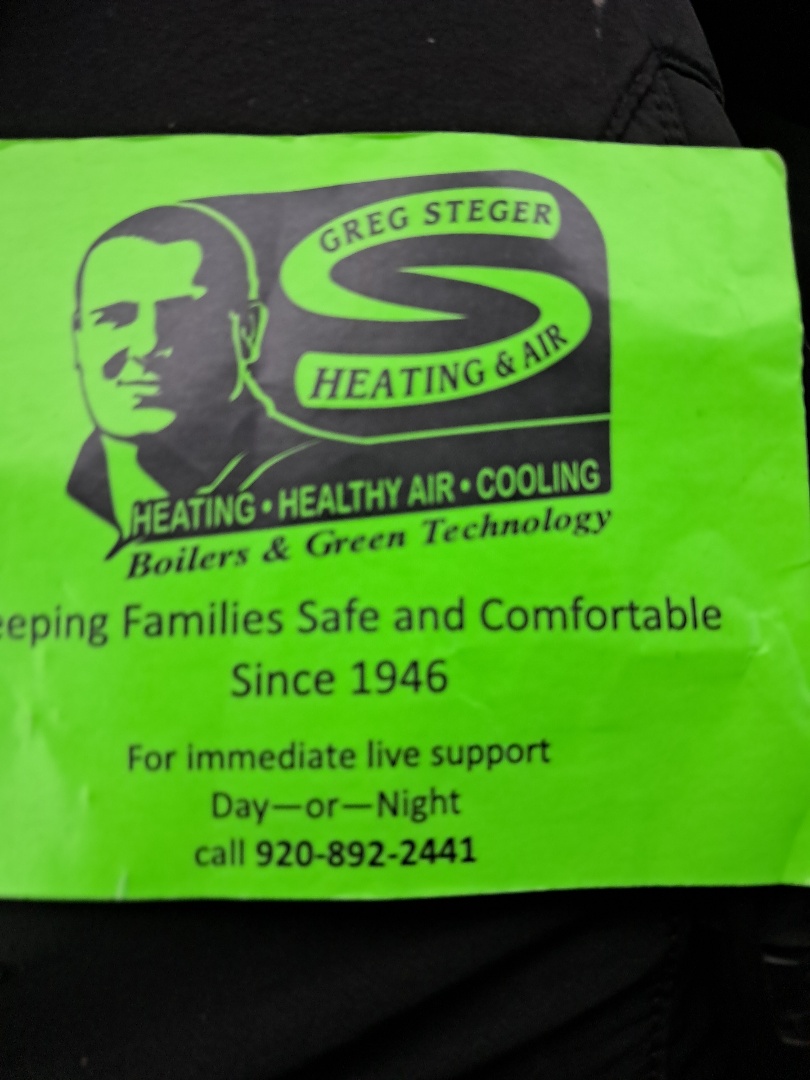 GREG STEGER
HEATING & AIR
HEATING • HEALTHY AIR • COOLING
Boilers & Green Technology
eeping Families Safe and Comfortable
Since 1946
For immediate live support
Day—or—Night
call 920-892-2441